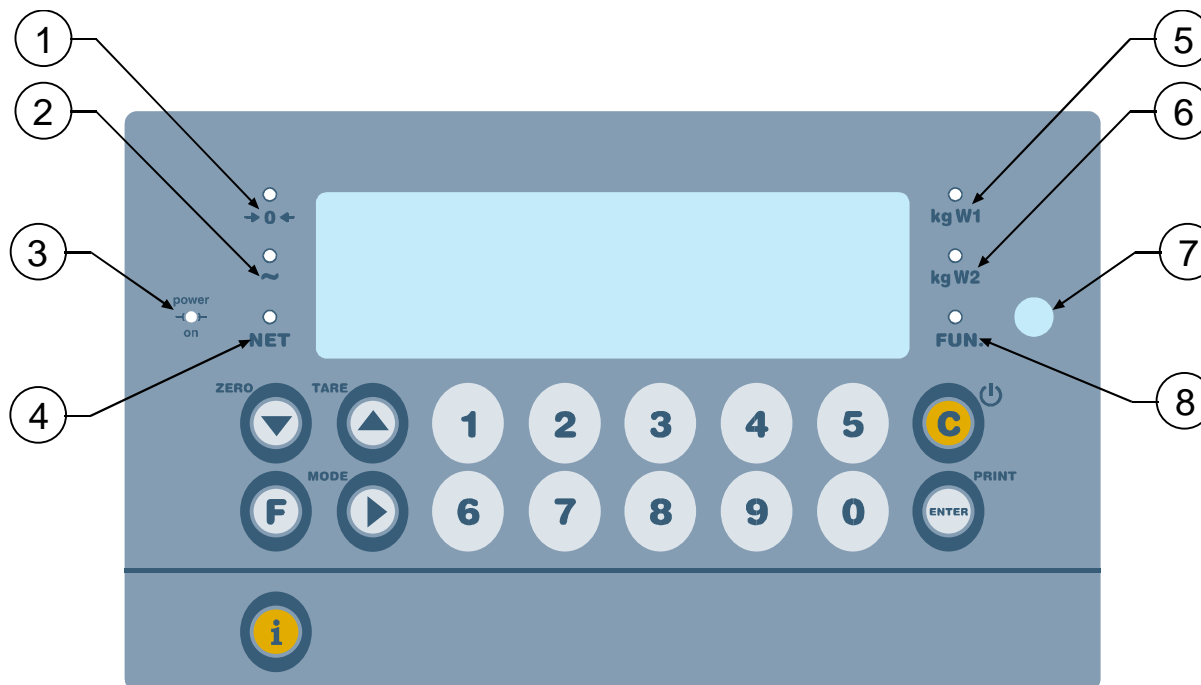 1
5
2
6
→0←
kg W1
3
~
kg W2
7
power
on
NET
FUN.
4
8
ZERO
TARE
1
2
3
4
5
C
MODE
PRINT
F
6
7
8
9
0
ENTER
i